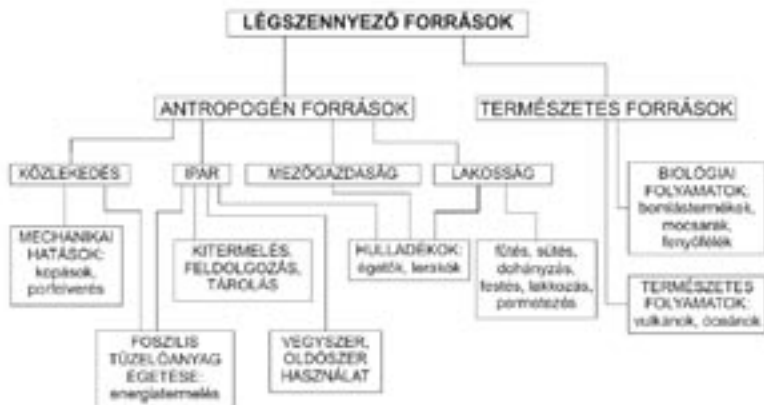 LÉGSZENNYEZŐ FORRÁSOK
ANTROPOGÉN FORRÁSOK
TERMÉSZETES FORRÁSOK
KÖZLEKEDÉS
IPAR
MEZŐGAZDASÁG
LAKOSSÁG
BIOLÓGIAI
FOLYAMATOK:
bomlástermékek,
mocsarak,
fenyőfélék
MECHANIKAI
HATÁSOK:
kopások,
porfelverés
KITERMELÉS,
FELDOLGOZÁS,
TÁROLÁS
HULLADÉKOK:
égetők, lerakók
fűtés, sütés,
dohányzás,
festés, lakkozás,
permetezés
TERMÉSZETES
FOLYAMATOK:
vulkánok, óceánok
FOSZILIS
TÜZELŐANYAG
ÉGETÉSE:
energiatermelés
VEGYSZER,
OLDÓSZER
HASZNÁLAT